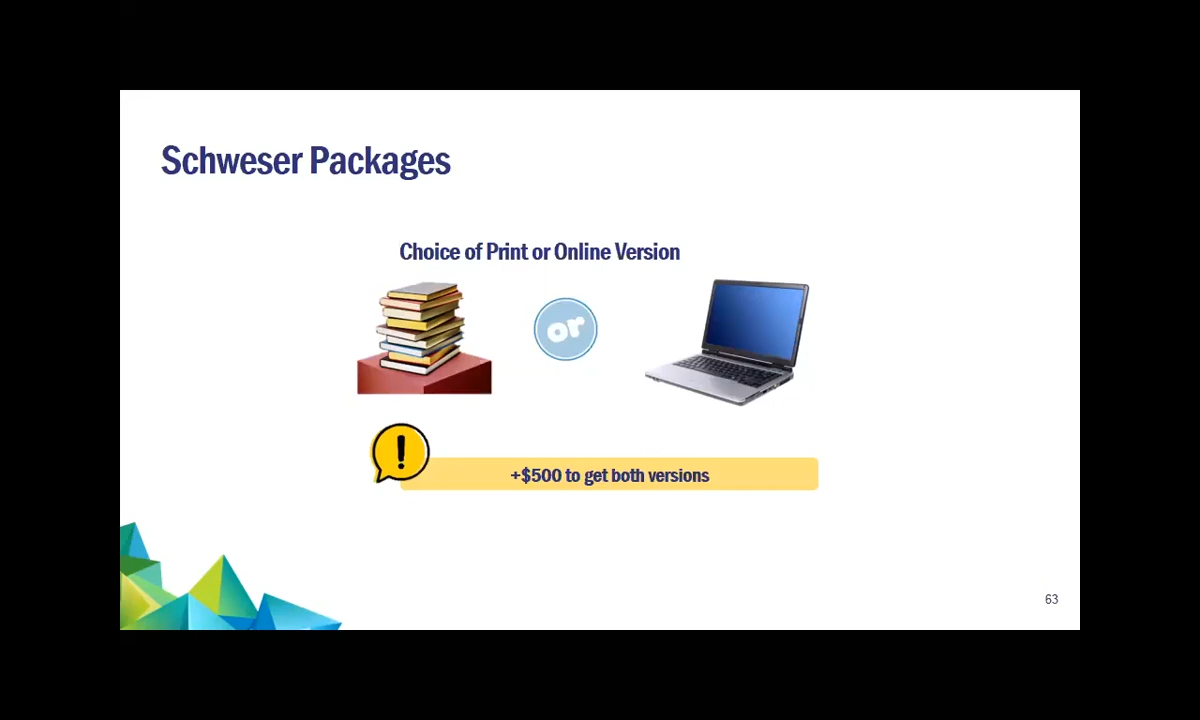 Schweser Packages
Choice of Print or Online Version
or
!
+$500 to get both versions
63